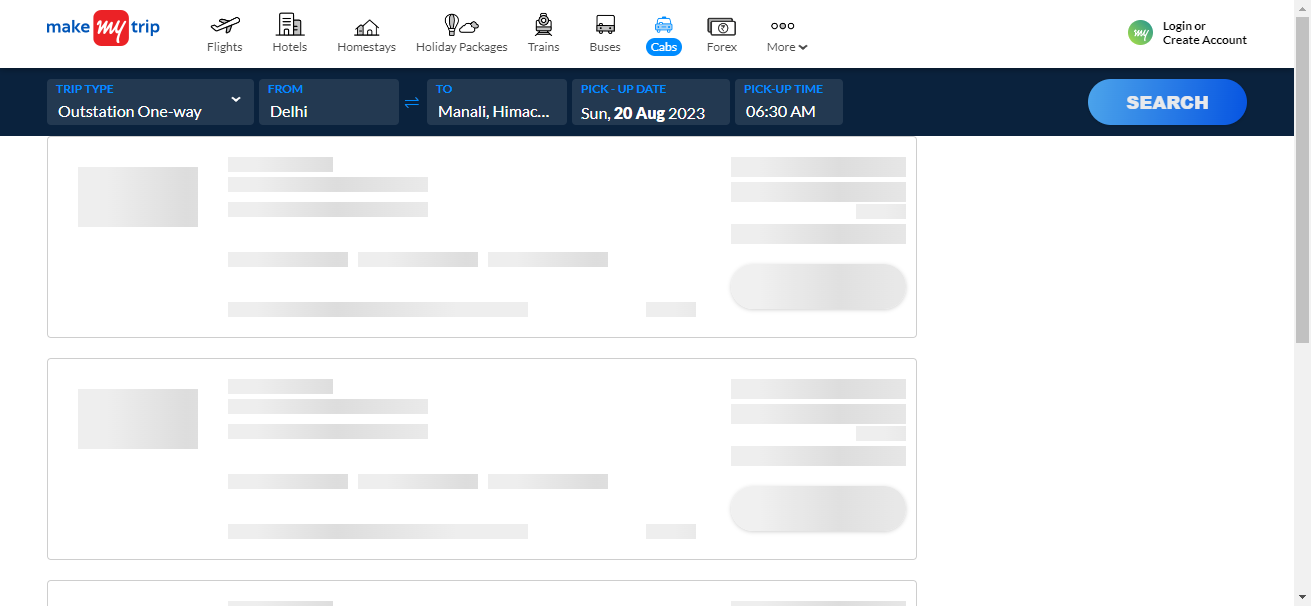 make my trip
Flights
Hotels
Homestays
Holiday Packages
Trains
Buses
Cabs
Forex
More
my
Login or
Create Account
TRIP TYPE
Outstation One-way
FROM
Delhi
TO
Manali, Himac...
PICK - UP DATE
Sun, 20 Aug 2023
PICK-UP TIME
06:30 AM
SEARCH